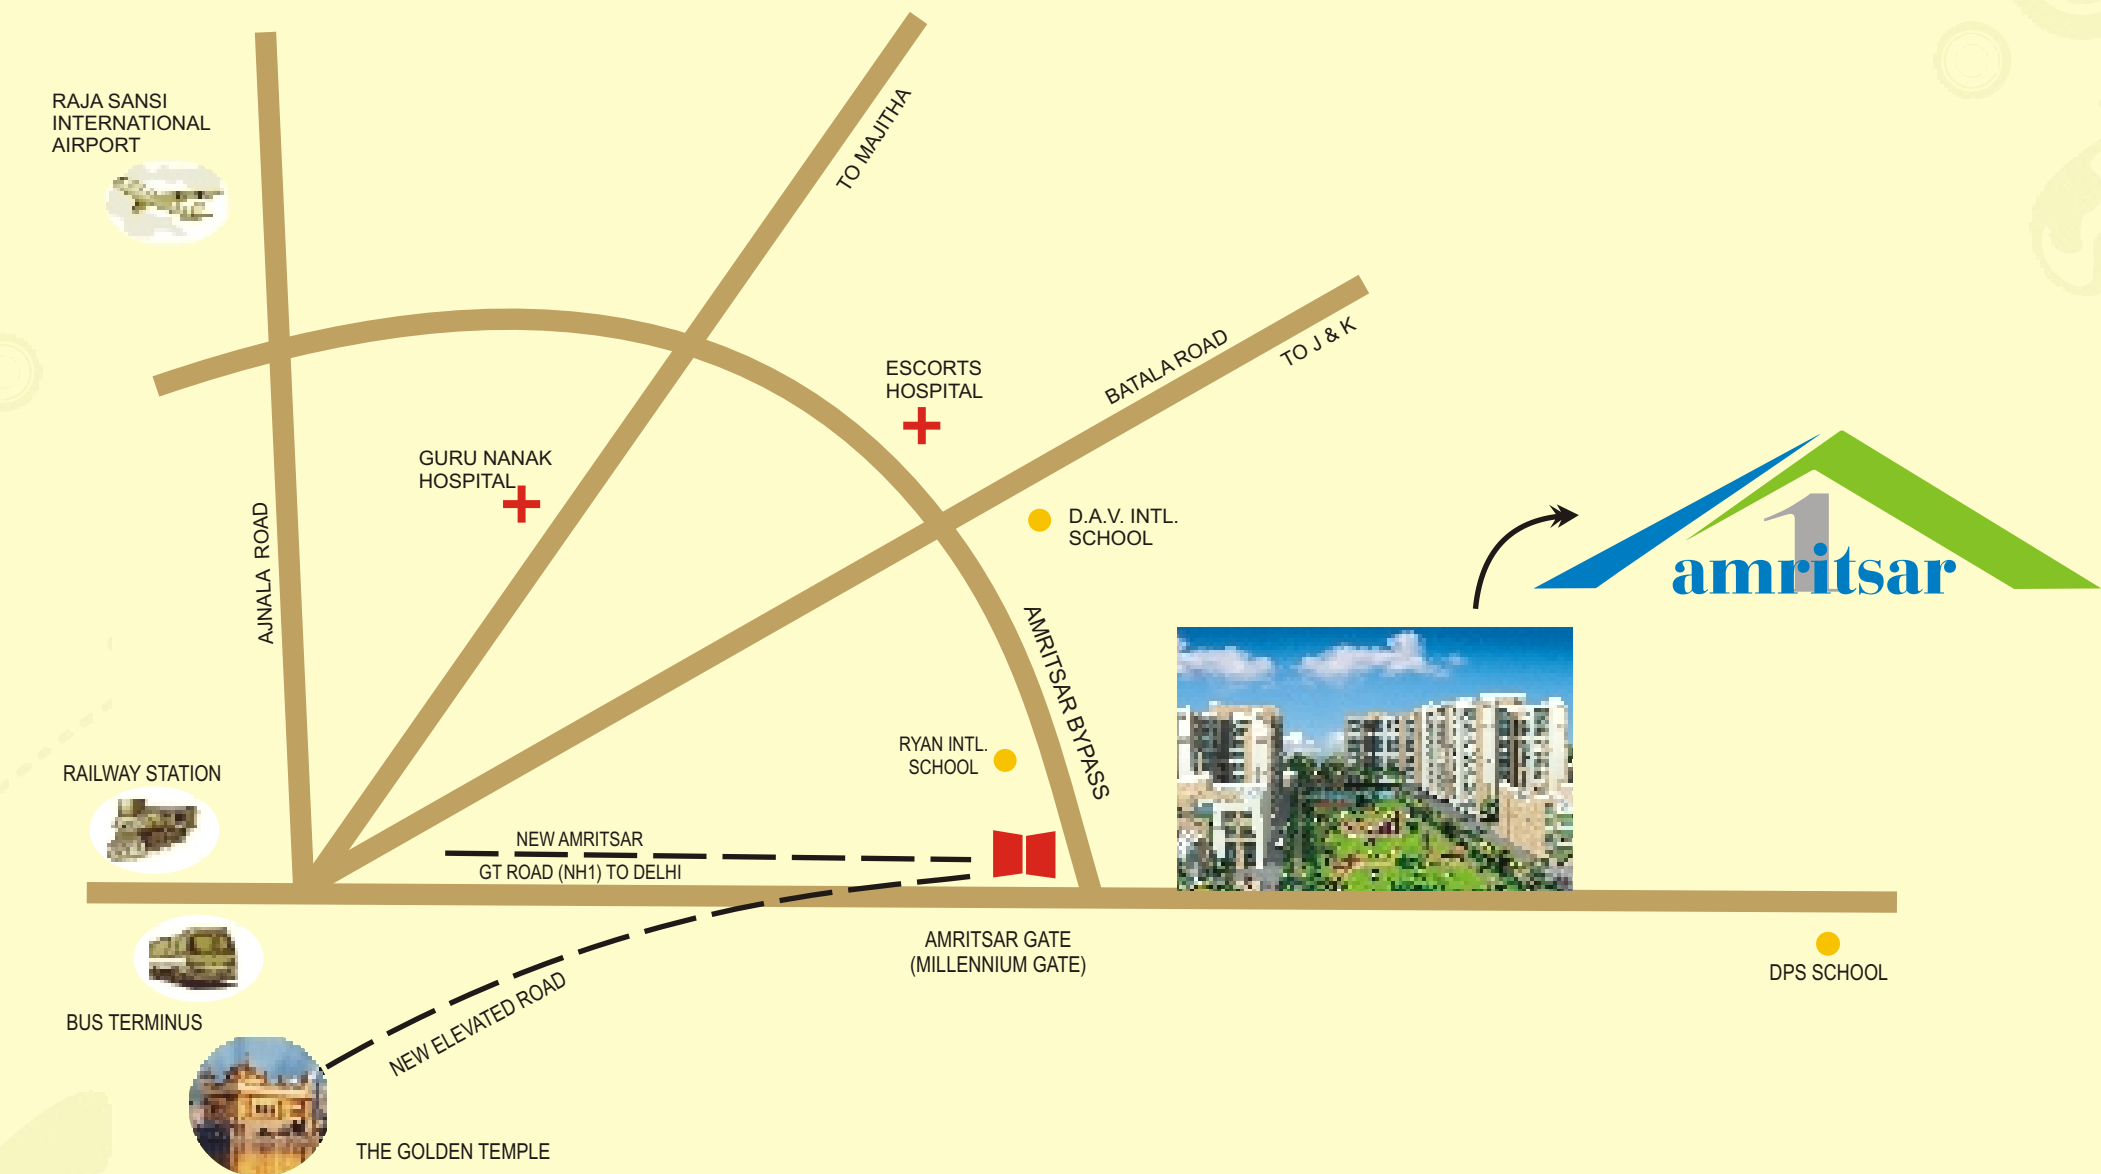 RAJA SANSI
INTERNATIONAL
AIRPORT
TO MAJITHA
BATALA ROAD
TO J & K
ESCORTS
HOSPITAL
GURU NANAK
HOSPITAL
D.A.V. INTL.
SCHOOL
1
amritsar
AJNALA ROAD
AMRITSAR BYPASS
RYAN INTL.
SCHOOL
RAILWAY STATION
NEW AMRITSAR
GT ROAD (NH1) TO DELHI
AMRITSAR GATE
(MILLENNIUM GATE)
DPS SCHOOL
NEW ELEVATED ROAD
BUS TERMINUS
THE GOLDEN TEMPLE